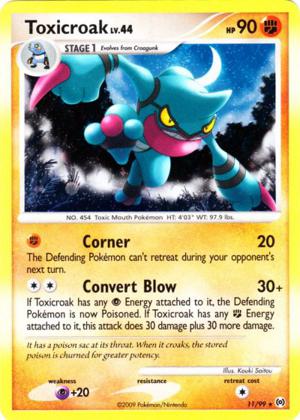 Toxicroak LV.44 HP 90
STAGE 1 Evolves from Croagunk
NO. 454 Toxic Mouth Pokémon HT: 4'03" WT: 97.9 lbs.
Corner 20
The Defending Pokémon can't retreat during your opponent's
next turn.
Convert Blow 30+
If Toxicroak has any Energy attached to it, the Defending
Pokémon is now Poisoned. If Toxicroak has any Energy
attached to it, this attack does 30 damage plus 30 more damage.
It has a poison sac at its throat. When it croaks, the stored
poison is churned for greater potency.
Illus. Kouki Saitou
weakness resistance retreat cost
+20
©2009 Pokémon/Nintendo 11/99